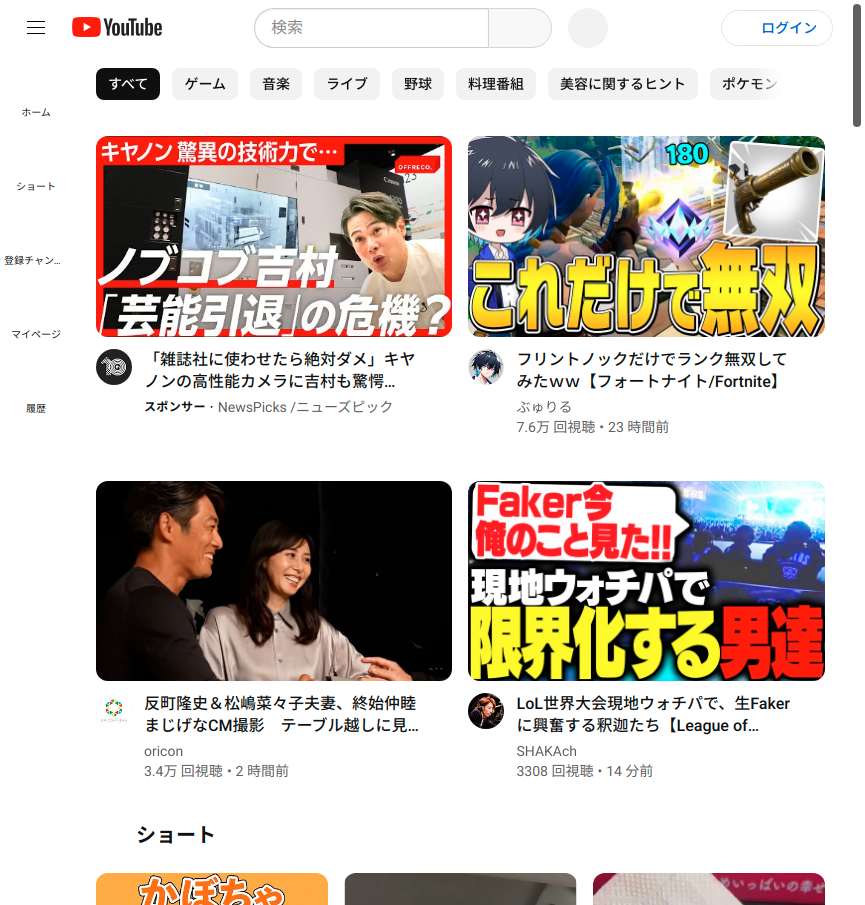 YouTube
検索
ログイン
すべて
ゲーム
音楽
ライブ
野球
料理番組
美容に関するヒント
ポケモン
ホーム
ショート
登録チャン...
マイページ
履歴
キヤノン 驚異の技術力で…
OFFRECO.
Canon
ノブコブ吉村
「芸能引退」の危機？
180
これだけで無双
「雑誌社に使わせたら絶対ダメ」キヤ
ノンの高性能カメラに吉村も驚愕...
スポンサー・NewsPicks /ニューズピック
フリントノックだけでランク無双して
みたｗｗ【フォートナイト/Fortnite】
ぶゅりる
7.6万 回視聴・23 時間前
Faker今
俺のこと見た!!
現地ウォチパで
限界化する男達
反町隆史＆松嶋菜々子夫妻、終始仲睦
まじげなCM撮影　テーブル越しに見...
oricon
3.4万 回視聴・2 時間前
LoL世界大会現地ウォチパで、生Faker
に興奮する釈迦たち【League of...
SHAKAch
3308 回視聴・14 分前
ショート
かぼちゃ
いっぱいの幸せ